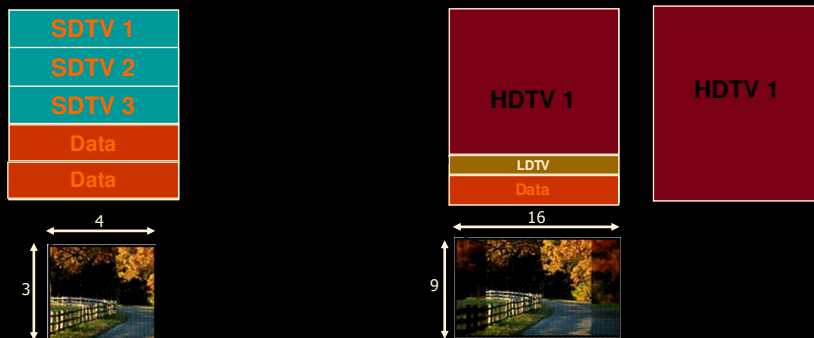 SDTV 1
SDTV 2
SDTV 3
Data
Data
4
3
HDTV 1
LDTV
Data
16
9
HDTV 1